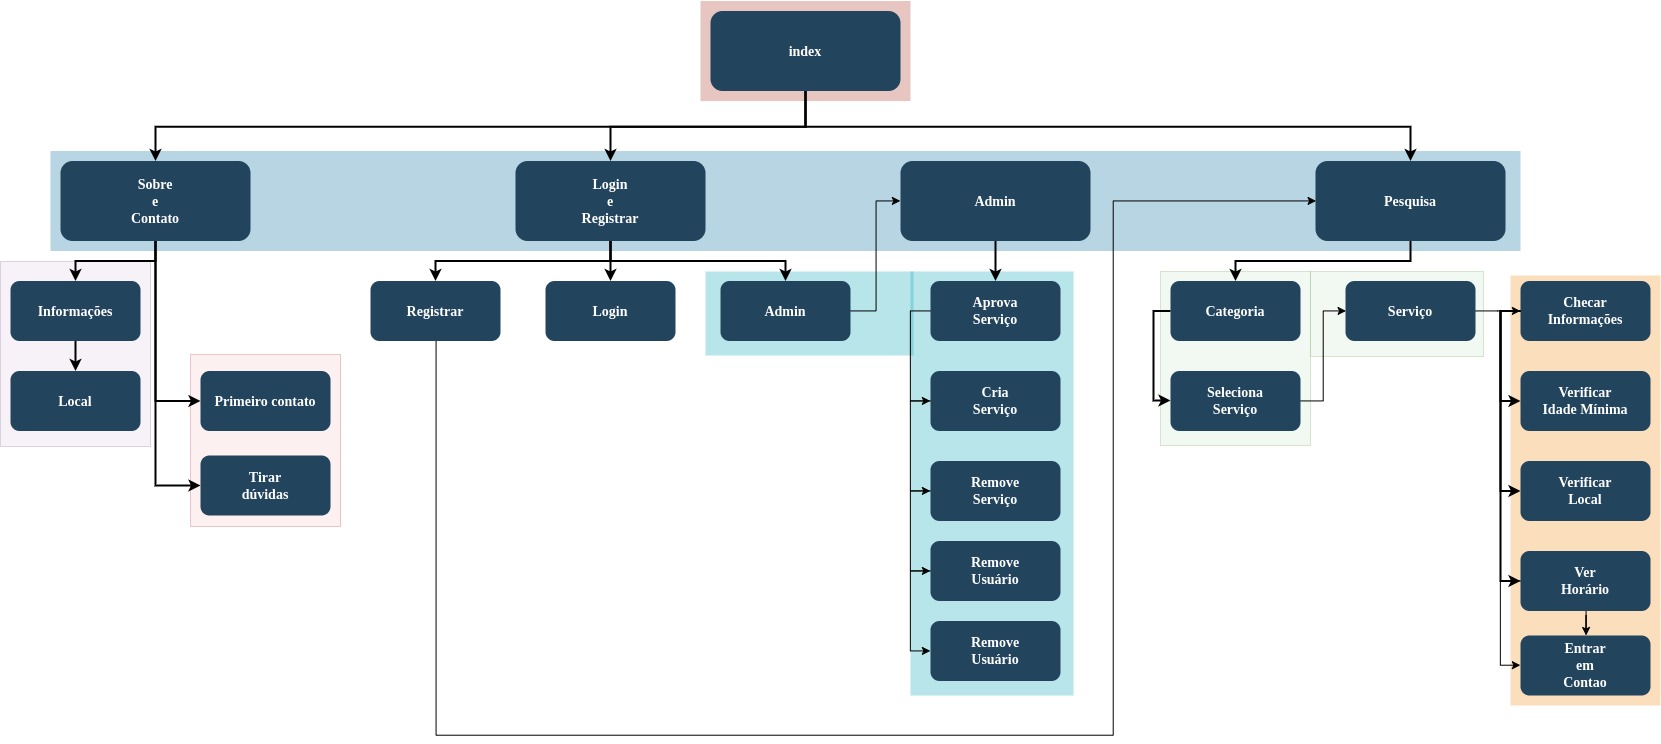 index
Sobre
e
Contato
Login
e
Registrar
Admin
Pesquisa
Informações
Registrar
Login
Admin
Aprova
Serviço
Categoria
Serviço
Checar
Informações
Local
Primeiro contato
Cria
Serviço
Seleciona
Serviço
Verificar
Idade Mínima
Tirar
dúvidas
Remove
Serviço
Verificar
Local
Remove
Usuário
Ver
Horário
Remove
Usuário
Entrar
em
Contao